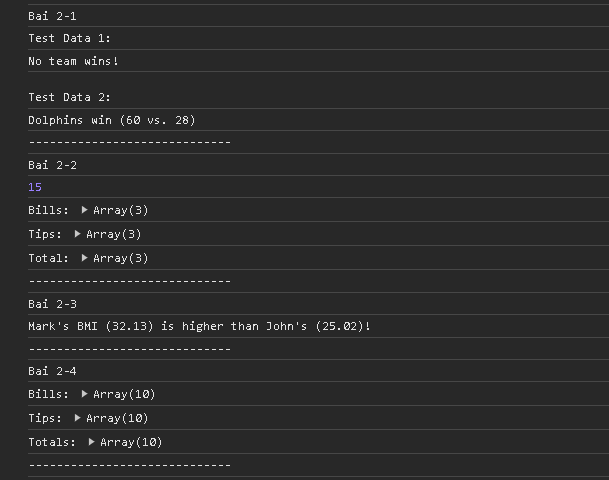 Bai 2-1
Test Data 1:
No team wins!
Test Data 2:
Dolphins win (60 vs. 28)
-----------------------------
Bai 2-2
15
Bills: ▶ Array(3)
Tips: ▶ Array(3)
Total: ▶ Array(3)
-----------------------------
Bai 2-3
Mark's BMI (32.13) is higher than John's (25.02)!
-----------------------------
Bai 2-4
Bills: ▶ Array(10)
Tips: ▶ Array(10)
Totals: ▶ Array(10)
-----------------------------